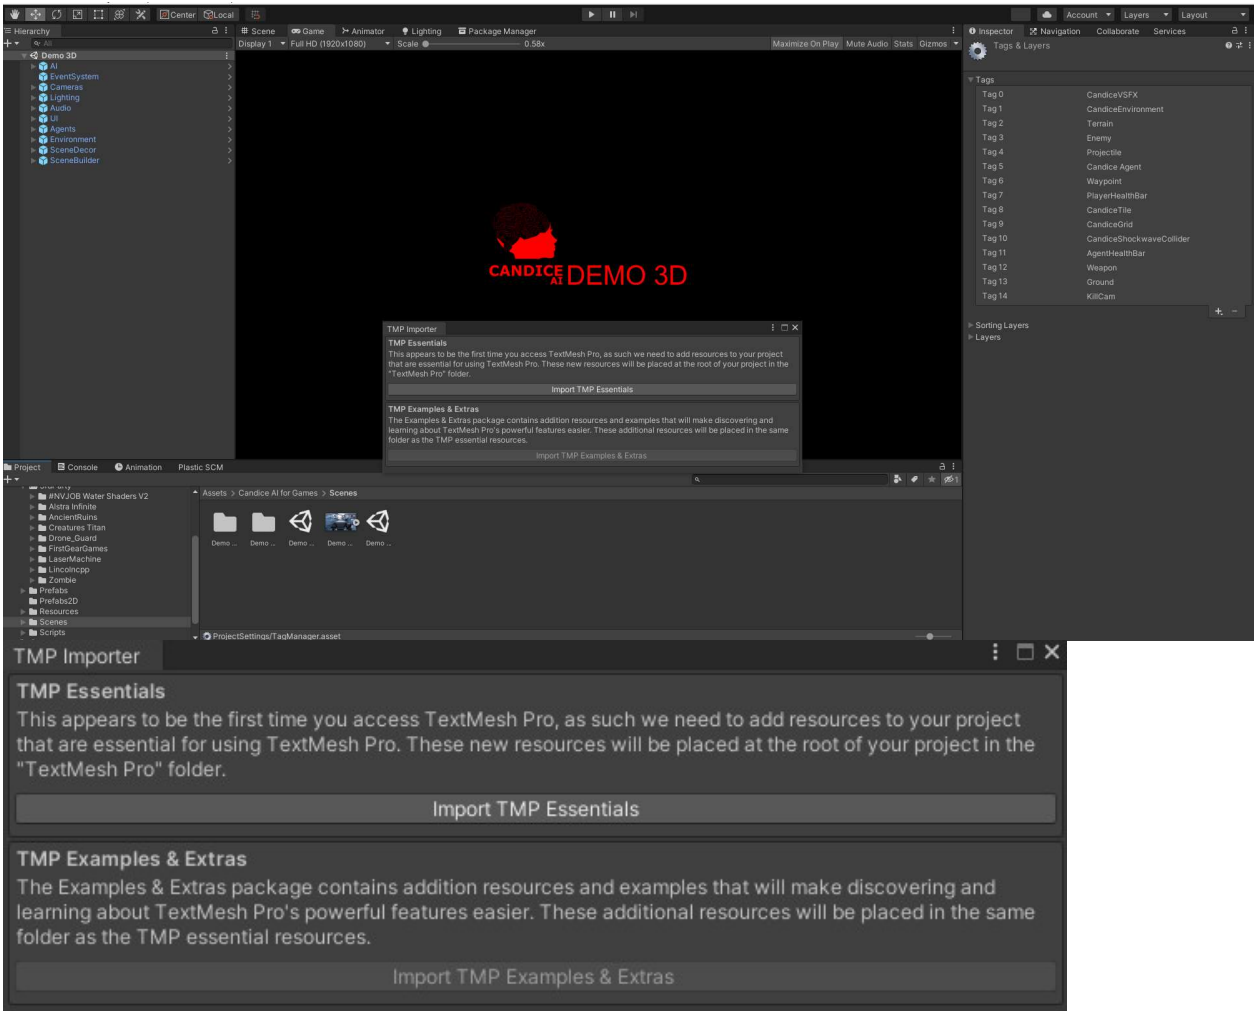 Center Local
Account Layers Layout
Hierarchy
All
Demo 3D
AI
EventSystem
Cameras
Lighting
Audio
UI
Agents
Environment
SceneDecor
SceneBuilder
Scene Game Animator Lighting Package Manager
Display 1 Full HD (1920x1080) Scale 0.58x Maximize On Play Mute Audio Stats Gizmos
CANDICE
AI DEMO 3D
Inspector Navigation Collaborate Services
Tags & Layers
Tags
Tag 0 CandiceVSFX
Tag 1 CandiceEnvironment
Tag 2 Terrain
Tag 3 Enemy
Tag 4 Projectile
Tag 5 Candice Agent
Tag 6 Waypoint
Tag 7 PlayerHealthBar
Tag 8 CandiceTile
Tag 9 CandiceGrid
Tag 10 CandiceShockwaveCollider
Tag 11 AgentHealthBar
Tag 12 Weapon
Tag 13 Ground
Tag 14 KillCam
Sorting Layers
Layers
TMP Importer
TMP Essentials
This appears to be the first time you access TextMesh Pro, as such we need to add resources to your project
that are essential for using TextMesh Pro. These new resources will be placed at the root of your project in the
"TextMesh Pro" folder.
Import TMP Essentials
TMP Examples & Extras
The Examples & Extras package contains addition resources and examples that will make discovering and
learning about TextMesh Pro's powerful features easier. These additional resources will be placed in the same
folder as the TMP essential resources.
Import TMP Examples & Extras
Project Console Animation Plastic SCM
#NVJOB Water Shaders V2
Alstra Infinite
AncientRuins
Creatures Titan
Drone_Guard
FirstGearGames
LaserMachine
Lincolncpp
Zombie
Prefabs
Prefabs2D
Resources
Scenes
Scripts
Assets > Candice AI for Games > Scenes
Demo ... Demo ... Demo ... Demo ... Demo ...
ProjectSettings/TagManager.asset
TMP Importer
TMP Essentials
This appears to be the first time you access TextMesh Pro, as such we need to add resources to your project
that are essential for using TextMesh Pro. These new resources will be placed at the root of your project in the
"TextMesh Pro" folder.
Import TMP Essentials
TMP Examples & Extras
The Examples & Extras package contains addition resources and examples that will make discovering and
learning about TextMesh Pro's powerful features easier. These additional resources will be placed in the same
folder as the TMP essential resources.
Import TMP Examples & Extras